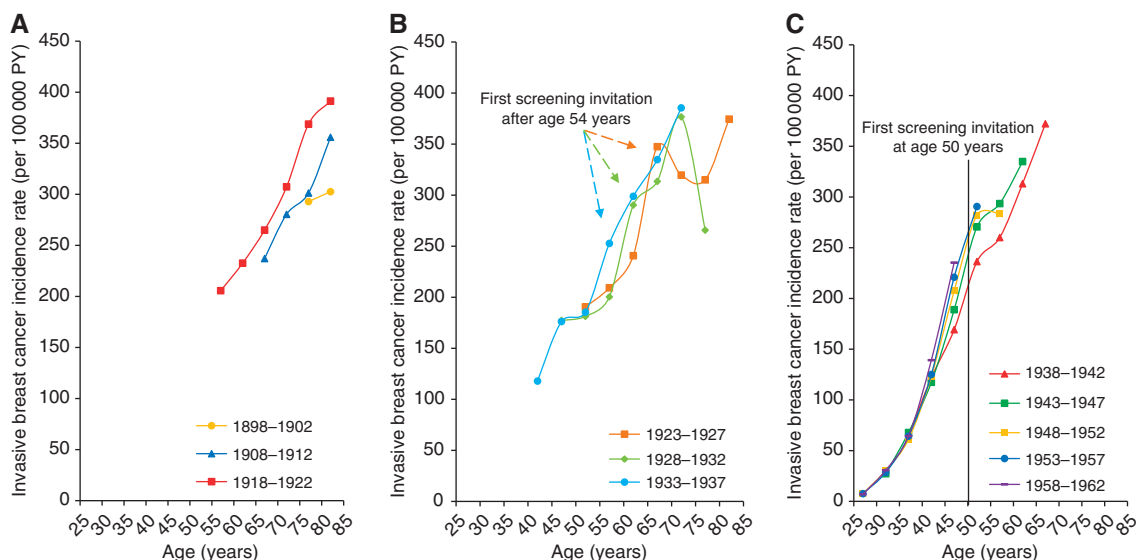 A
Invasive breast cancer incidence rate (per 100 000 PY)
450
400
350
300
250
200
150
100
50
0
25 30 35 40 45 50 55 60 65 70 75 80 85
Age (years)
1898–1902
1908–1912
1918–1922
B
Invasive breast cancer incidence rate (per 100 000 PY)
450
400
350
300
250
200
150
100
50
0
25 30 35 40 45 50 55 60 65 70 75 80 85
Age (years)
First screening invitation
after age 54 years
1923–1927
1928–1932
1933–1937
C
Invasive breast cancer incidence rate (per 100 000 PY)
450
400
350
300
250
200
150
100
50
0
25 30 35 40 45 50 55 60 65 70 75 80 85
Age (years)
First screening invitation
at age 50 years
1938–1942
1943–1947
1948–1952
1953–1957
1958–1962